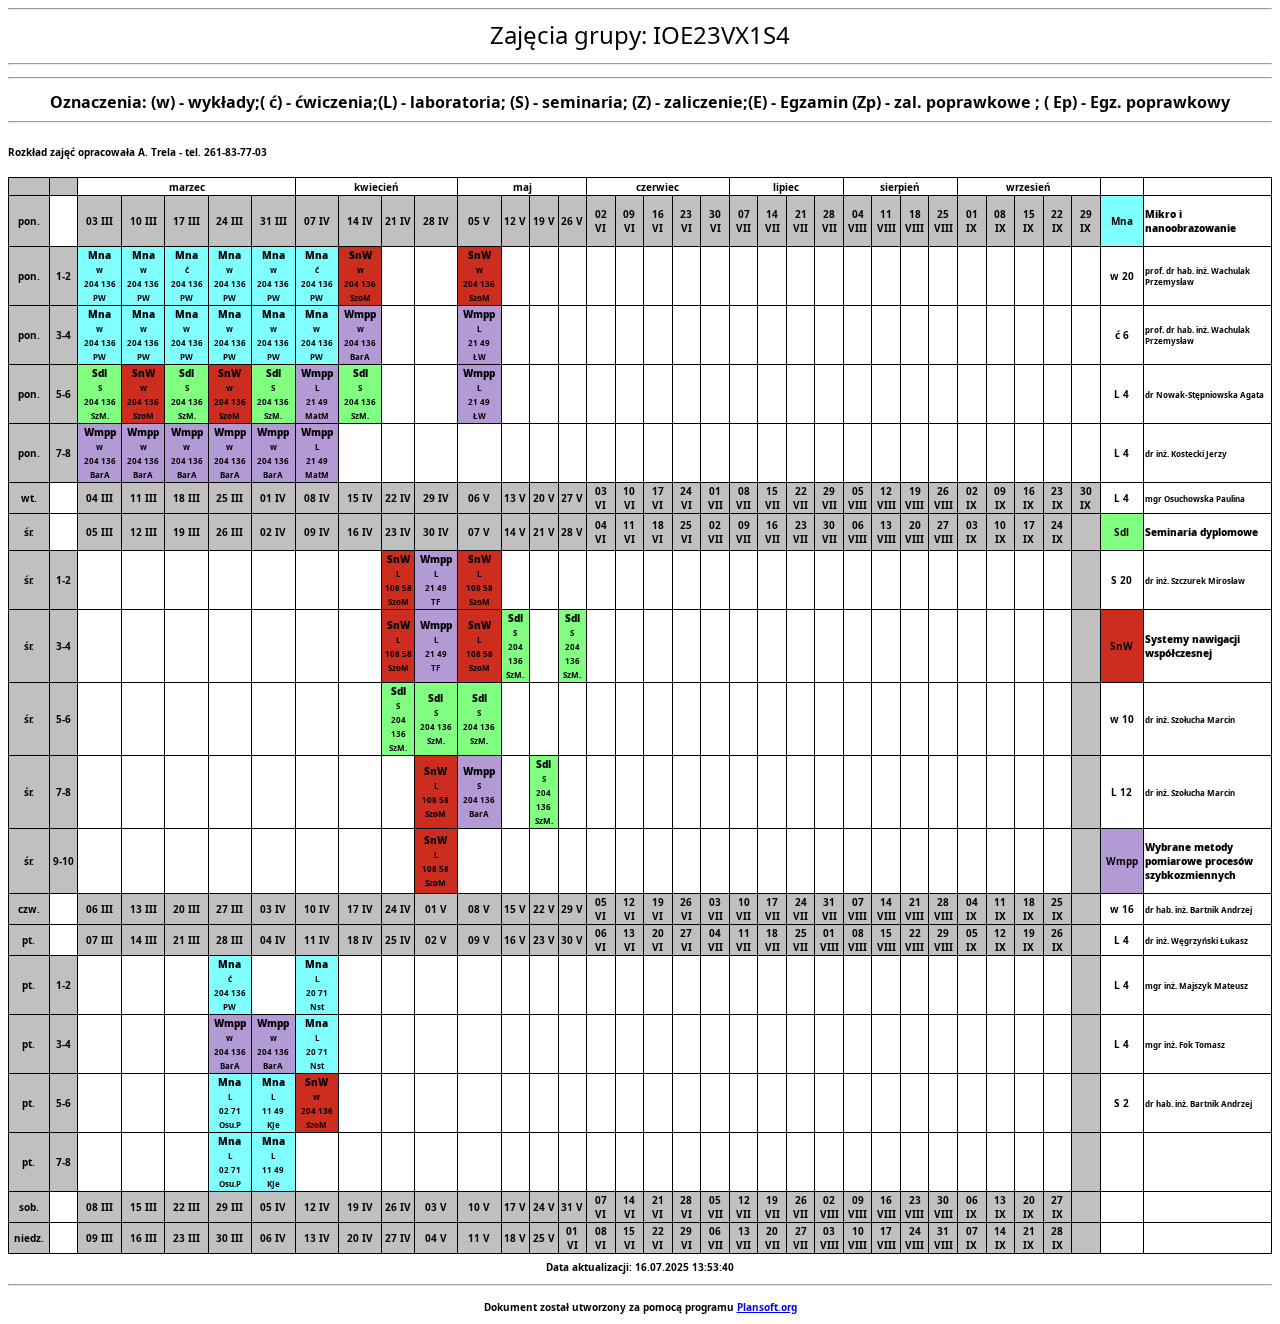 Zajęcia grupy: IOE23VX1S4
Oznaczenia: (w) - wykłady;( ć) - ćwiczenia;(L) - laboratoria; (S) - seminaria; (Z) - zaliczenie;(E) - Egzamin (Zp) - zal. poprawkowe ; ( Ep) - Egz. poprawkowy
Rozkład zajęć opracowała A. Trela - tel. 261-83-77-03
marzec kwiecień maj czerwiec lipiec sierpień wrzesień
pon. 03 III 10 III 17 III 24 III 31 III 07 IV 14 IV 21 IV 28 IV 05 V 12 V 19 V 26 V 02 VI 09 VI 16 VI 23 VI 30 VI 07 VII 14 VII 21 VII 28 VII 04 VIII 11 VIII 18 VIII 25 VIII 01 IX 08 IX 15 IX 22 IX 29 IX Mna Mikro i nanoobrazowanie
Mna Mna Mna Mna Mna Mna SnW SnW
w w ć w w ć w w
pon. 1-2 204 136 204 136 204 136 204 136 204 136 204 136 204 136 204 136 w 20 prof. dr hab. inż. Wachulak Przemysław
PW PW PW PW PW PW SzoM SzoM
Mna Mna Mna Mna Mna Mna Wmpp Wmpp
w w w w w w w L
pon. 3-4 204 136 204 136 204 136 204 136 204 136 204 136 204 136 21 49 ć 6 prof. dr hab. inż. Wachulak Przemysław
PW PW PW PW PW PW BarA ŁW
Sdl SnW Sdl SnW Sdl Wmpp Sdl Wmpp
S w S w S L S L
pon. 5-6 204 136 204 136 204 136 204 136 204 136 21 49 204 136 21 49 L 4 dr Nowak-Stępniowska Agata
SzM. SzoM SzM. SzoM SzM. MatM SzM. ŁW
Wmpp Wmpp Wmpp Wmpp Wmpp Wmpp
w w w w w L
pon. 7-8 204 136 204 136 204 136 204 136 204 136 21 49 L 4 dr inż. Kostecki Jerzy
BarA BarA BarA BarA BarA MatM
wt. 04 III 11 III 18 III 25 III 01 IV 08 IV 15 IV 22 IV 29 IV 06 V 13 V 20 V 27 V 03 VI 10 VI 17 VI 24 VI 01 VII 08 VII 15 VII 22 VII 29 VII 05 VIII 12 VIII 19 VIII 26 VIII 02 IX 09 IX 16 IX 23 IX 30 IX L 4 mgr Osuchowska Paulina
śr. 05 III 12 III 19 III 26 III 02 IV 09 IV 16 IV 23 IV 30 IV 07 V 14 V 21 V 28 V 04 VI 11 VI 18 VI 25 VI 02 VII 09 VII 16 VII 23 VII 30 VII 06 VIII 13 VIII 20 VIII 27 VIII 03 IX 10 IX 17 IX 24 IX Sdl Seminaria dyplomowe
SnW Wmpp SnW
L L L
śr. 1-2 108 58 21 49 108 58 S 20 dr inż. Szczurek Mirosław
SzoM TF SzoM
SnW Wmpp SnW Sdl Sdl
L L L S S
śr. 3-4 108 58 21 49 108 58 204 136 204 136 SnW Systemy nawigacji współczesnej
SzoM TF SzoM SzM. SzM.
Sdl Sdl Sdl
S S S
śr. 5-6 204 136 204 136 204 136 w 10 dr inż. Szołucha Marcin
SzM. SzM. SzM.
SnW Wmpp Sdl
L S S
śr. 7-8 108 58 204 136 204 136 L 12 dr inż. Szołucha Marcin
SzoM BarA SzM.
SnW
L
śr. 9-10 108 58 Wmpp Wybrane metody pomiarowe procesów szybkozmiennych
SzoM
czw. 06 III 13 III 20 III 27 III 03 IV 10 IV 17 IV 24 IV 01 V 08 V 15 V 22 V 29 V 05 VI 12 VI 19 VI 26 VI 03 VII 10 VII 17 VII 24 VII 31 VII 07 VIII 14 VIII 21 VIII 28 VIII 04 IX 11 IX 18 IX 25 IX w 16 dr hab. inż. Bartnik Andrzej
pt. 07 III 14 III 21 III 28 III 04 IV 11 IV 18 IV 25 IV 02 V 09 V 16 V 23 V 30 V 06 VI 13 VI 20 VI 27 VI 04 VII 11 VII 18 VII 25 VII 01 VIII 08 VIII 15 VIII 22 VIII 29 VIII 05 IX 12 IX 19 IX 26 IX L 4 dr inż. Węgrzyński Łukasz
Mna Mna
ć L
pt. 1-2 204 136 20 71 L 4 mgr inż. Majszyk Mateusz
PW Nst
Wmpp Wmpp Mna
w w L
pt. 3-4 204 136 204 136 20 71 L 4 mgr inż. Fok Tomasz
BarA BarA Nst
Mna Mna SnW
L L w
pt. 5-6 02 71 11 49 204 136 S 2 dr hab. inż. Bartnik Andrzej
Osu.P KJe SzoM
Mna Mna
L L
pt. 7-8 02 71 11 49
Osu.P KJe
sob. 08 III 15 III 22 III 29 III 05 IV 12 IV 19 IV 26 IV 03 V 10 V 17 V 24 V 31 V 07 VI 14 VI 21 VI 28 VI 05 VII 12 VII 19 VII 26 VII 02 VIII 09 VIII 16 VIII 23 VIII 30 VIII 06 IX 13 IX 20 IX 27 IX
niedz. 09 III 16 III 23 III 30 III 06 IV 13 IV 20 IV 27 IV 04 V 11 V 18 V 25 V 01 VI 08 VI 15 VI 22 VI 29 VI 06 VII 13 VII 20 VII 27 VII 03 VIII 10 VIII 17 VIII 24 VIII 31 VIII 07 IX 14 IX 21 IX 28 IX
Data aktualizacji: 16.07.2025 13:53:40
Dokument został utworzony za pomocą programu Plansoft.org